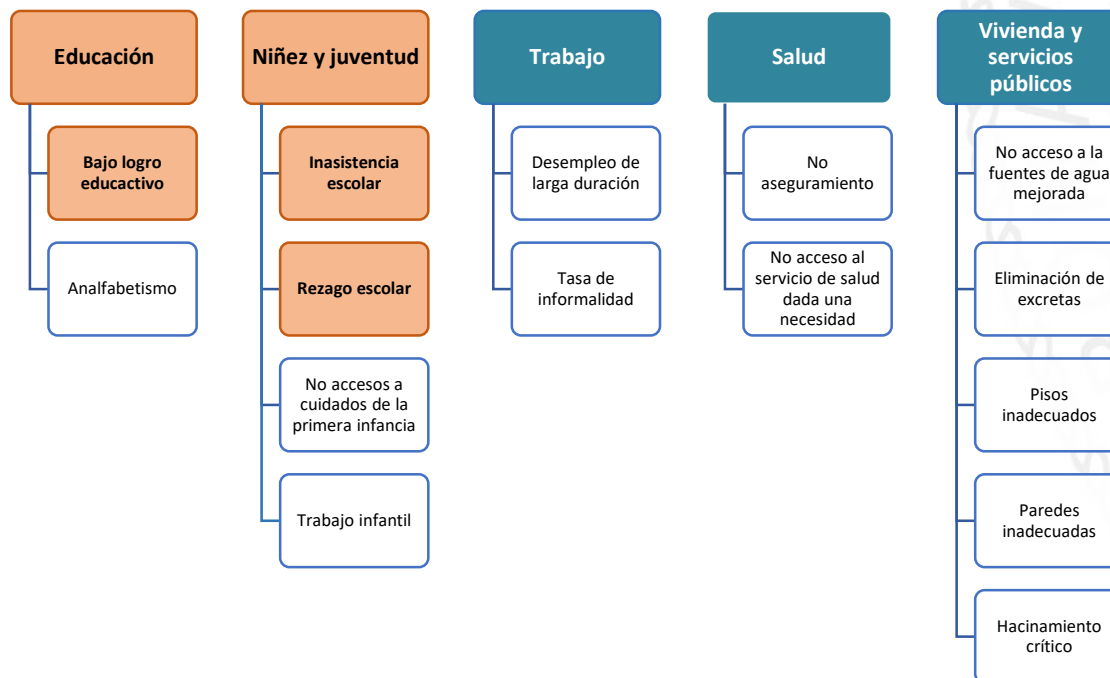 Educación
Bajo logro
educactivo
Analfabetismo
Niñez y juventud
Inasistencia
escolar
Rezago escolar
No accesos a
cuidados de la
primera infancia
Trabajo infantil
Trabajo
Desempleo de
larga duración
Tasa de
informalidad
Salud
No
aseguramiento
No acceso al
servicio de salud
dada una
necesidad
Vivienda y
servicios
públicos
No acceso a la
fuentes de agua
mejorada
Eliminación de
excretas
Pisos
inadecuados
Paredes
inadecuadas
Hacinamiento
crítico